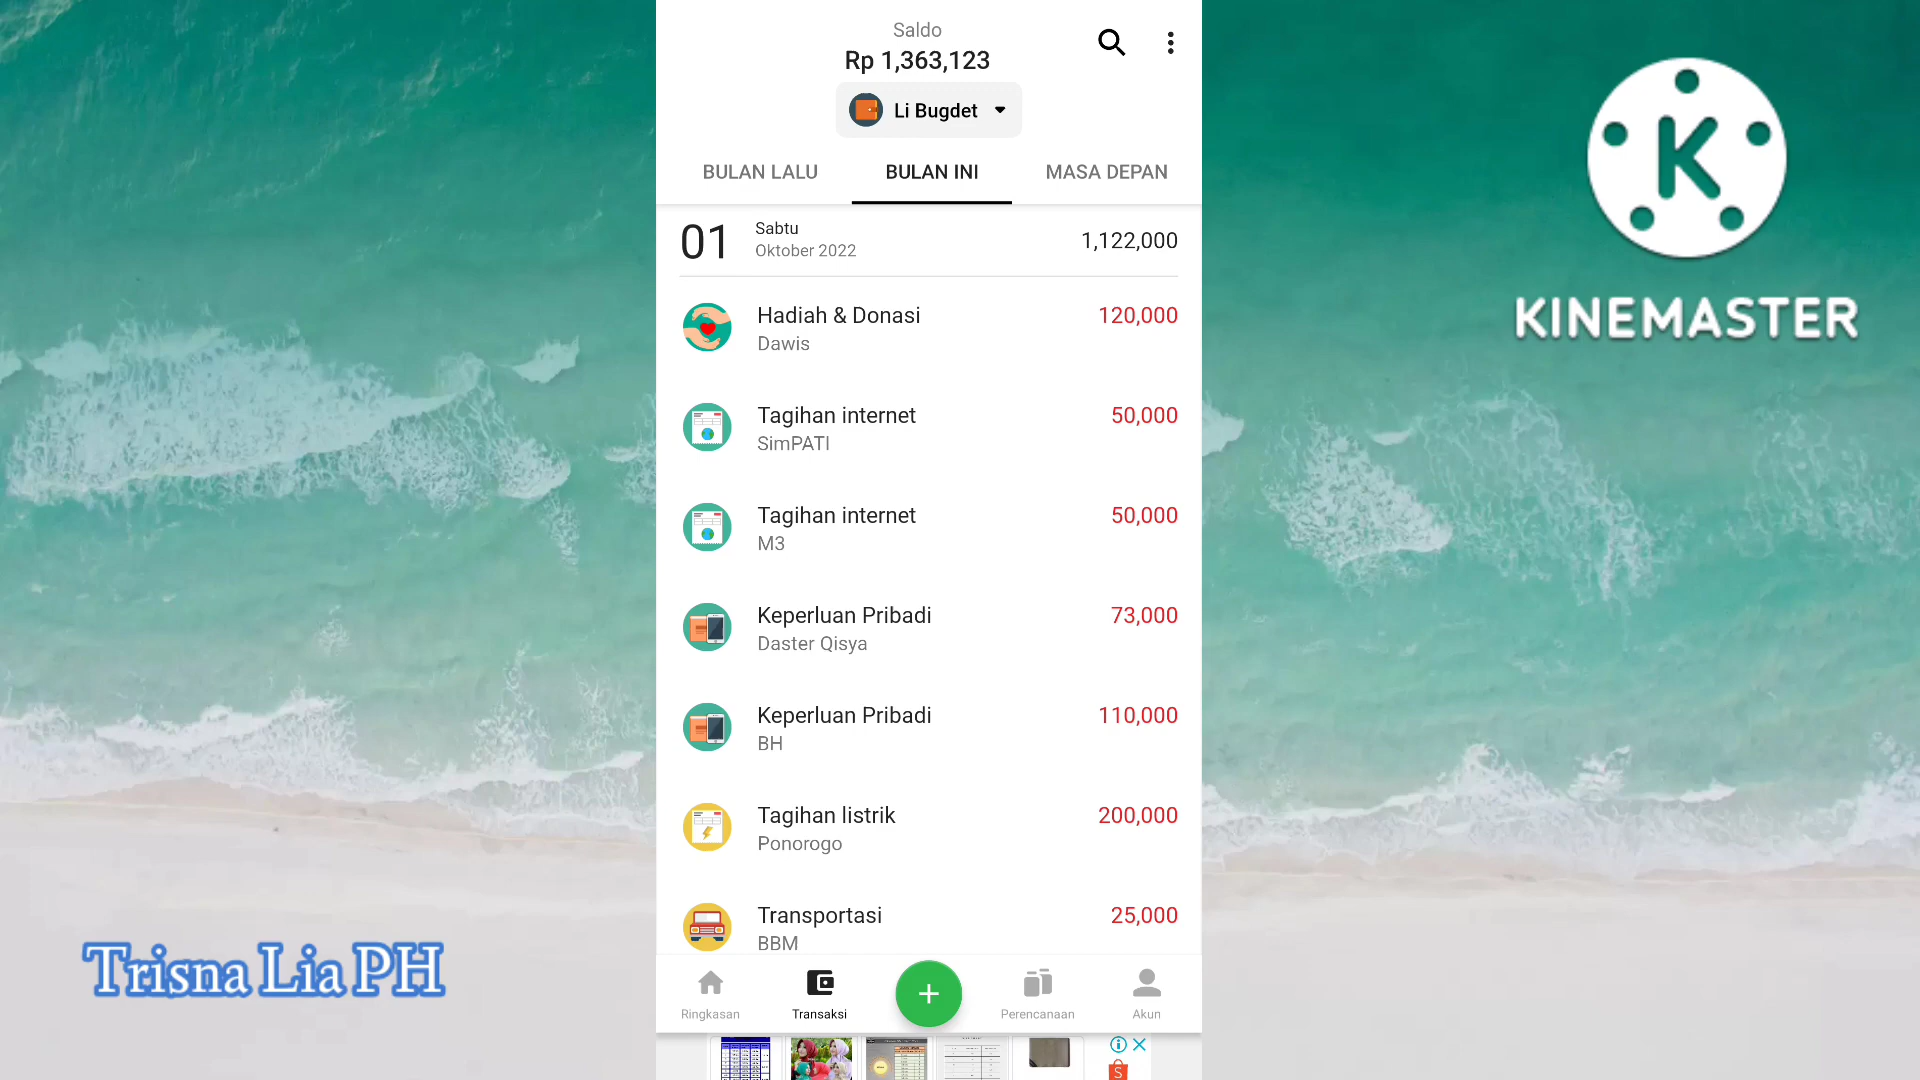 Saldo
Rp 1,363,123
Li Bugdet
BULAN LALU BULAN INI MASA DEPAN
01 Sabtu 1,122,000
Oktober 2022
Hadiah & Donasi 120,000
Dawis
Tagihan internet 50,000
SimPATI
Tagihan internet 50,000
M3
Keperluan Pribadi 73,000
Daster Qisya
Keperluan Pribadi 110,000
BH
Tagihan listrik 200,000
Ponorogo
Transportasi 25,000
BBM
Ringkasan Transaksi Perencanaan Akun
K
KINEMASTER
Trisna Lia PH